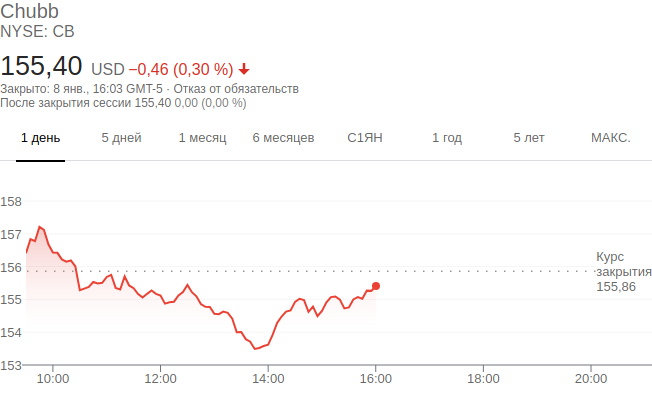 Chubb
NYSE: CB
155,40 USD −0,46 (0,30 %)
Закрыто: 8 янв., 16:03 GMT-5 · Отказ от обязательств
После закрытия сессии 155,40 0,00 (0,00 %)
1 день 5 дней 1 месяц 6 месяцев С1ЯН 1 год 5 лет МАКС.
158
157
Курс
156 закрытия
155,86
155
154
153
10:00 12:00 14:00 16:00 18:00 20:00